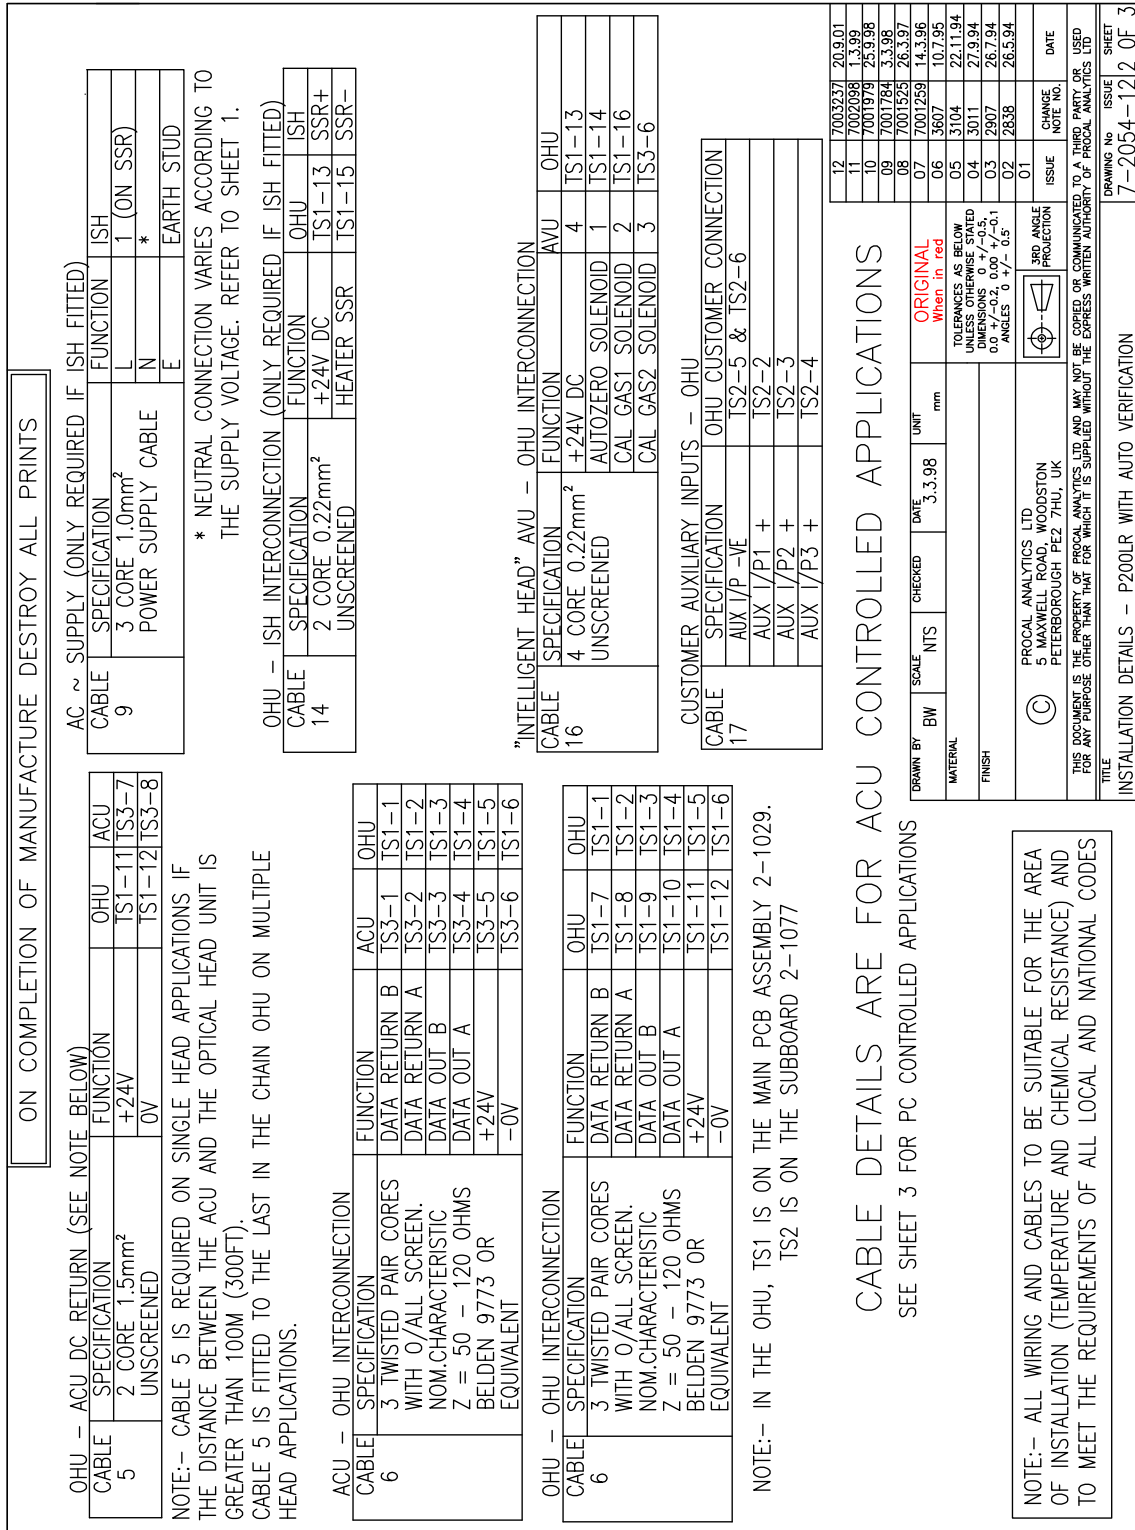 ON COMPLETION OF MANUFACTURE DESTROY ALL PRINTS
OHU – ACU DC RETURN (SEE NOTE BELOW)
CABLE SPECIFICATION FUNCTION OHU ACU
5 2 CORE 1.5mm² +24V TS1–11 TS3–7
UNSCREENED 0V TS1–12 TS3–8
NOTE:– CABLE 5 IS REQUIRED ON SINGLE HEAD APPLICATIONS IF
THE DISTANCE BETWEEN THE ACU AND THE OPTICAL HEAD UNIT IS
GREATER THAN 100M (300FT).
CABLE 5 IS FITTED TO THE LAST IN THE CHAIN OHU ON MULTIPLE
HEAD APPLICATIONS.
ACU – OHU INTERCONNECTION
CABLE SPECIFICATION FUNCTION ACU OHU
6 3 TWISTED PAIR CORES DATA RETURN B TS3–1 TS1–1
WITH O/ALL SCREEN. DATA RETURN A TS3–2 TS1–2
NOM.CHARACTERISTIC DATA OUT B TS3–3 TS1–3
Z = 50 – 120 OHMS DATA OUT A TS3–4 TS1–4
BELDEN 9773 OR +24V TS3–5 TS1–5
EQUIVALENT –0V TS3–6 TS1–6
OHU – OHU INTERCONNECTION
CABLE SPECIFICATION FUNCTION OHU OHU
6 3 TWISTED PAIR CORES DATA RETURN B TS1–7 TS1–1
WITH O/ALL SCREEN. DATA RETURN A TS1–8 TS1–2
NOM.CHARACTERISTIC DATA OUT B TS1–9 TS1–3
Z = 50 – 120 OHMS DATA OUT A TS1–10 TS1–4
BELDEN 9773 OR +24V TS1–11 TS1–5
EQUIVALENT –0V TS1–12 TS1–6
NOTE:– IN THE OHU, TS1 IS ON THE MAIN PCB ASSEMBLY 2–1029.
TS2 IS ON THE SUBBOARD 2–1077
AC ~ SUPPLY (ONLY REQUIRED IF ISH FITTED)
CABLE SPECIFICATION FUNCTION ISH
9 3 CORE 1.0mm² L 1 (ON SSR)
POWER SUPPLY CABLE N *
E EARTH STUD
* NEUTRAL CONNECTION VARIES ACCORDING TO
THE SUPPLY VOLTAGE. REFER TO SHEET 1.
OHU – ISH INTERCONNECTION (ONLY REQUIRED IF ISH FITTED)
CABLE SPECIFICATION FUNCTION OHU ISH
14 2 CORE 0.22mm² +24V DC TS1–13 SSR+
UNSCREENED HEATER SSR TS1–15 SSR–
"INTELLIGENT HEAD" AVU – OHU INTERCONNECTION
CABLE SPECIFICATION FUNCTION AVU OHU
16 4 CORE 0.22mm² +24V DC 4 TS1–13
UNSCREENED AUTOZERO SOLENOID 1 TS1–14
CAL GAS1 SOLENOID 2 TS1–16
CAL GAS2 SOLENOID 3 TS3–6
CUSTOMER AUXILIARY INPUTS – OHU
CABLE SPECIFICATION OHU CUSTOMER CONNECTION
17 AUX I/P –VE TS2–5 & TS2–6
AUX I/P1 + TS2–2
AUX I/P2 + TS2–3
AUX I/P3 + TS2–4
CABLE DETAILS ARE FOR ACU CONTROLLED APPLICATIONS
SEE SHEET 3 FOR PC CONTROLLED APPLICATIONS
NOTE:– ALL WIRING AND CABLES TO BE SUITABLE FOR THE AREA
OF INSTALLATION (TEMPERATURE AND CHEMICAL RESISTANCE) AND
TO MEET THE REQUIREMENTS OF ALL LOCAL AND NATIONAL CODES
12 7003237 20.9.01
11 7002098 1.3.99
10 7001979 25.9.98
09 7001784 3.3.98
08 7001525 26.3.97
07 7001259 14.3.96
06 3607 10.7.95
05 3104 22.11.94
04 3011 27.9.94
03 2907 26.7.94
02 2838 26.5.94
01
ISSUE CHANGE NOTE NO. DATE
DRAWN BY BW
SCALE NTS
CHECKED
DATE 3.3.98
UNIT mm
ORIGINAL
When in red
MATERIAL
FINISH
TOLERANCES AS BELOW
UNLESS OTHERWISE STATED
DIMENSIONS 0 +/–0.5,
0.0 +/–0.2, 0.00 +/–0.1
ANGLES 0 +/– 0.5°
© PROCAL ANALYTICS LTD
5 MAXWELL ROAD, WOODSTON
PETERBOROUGH PE2 7HU, UK
3RD ANGLE
PROJECTION
THIS DOCUMENT IS THE PROPERTY OF PROCAL ANALYTICS LTD AND MAY NOT BE COPIED OR COMMUNICATED TO A THIRD PARTY OR USED
FOR ANY PURPOSE OTHER THAN THAT FOR WHICH IT IS SUPPLIED WITHOUT THE EXPRESS WRITTEN AUTHORITY OF PROCAL ANALYTICS LTD
TITLE
INSTALLATION DETAILS – P200LR WITH AUTO VERIFICATION
DRAWING No ISSUE SHEET
7–2054–12 2 OF 3